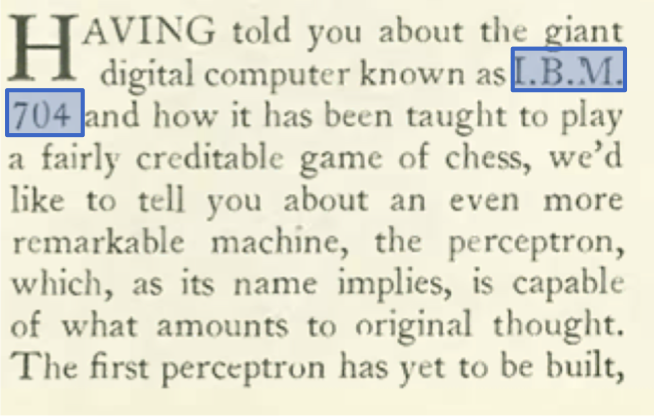 HAVING told you about the giant
digital computer known as I.B.M.
704 and how it has been taught to play
a fairly creditable game of chess, we'd
like to tell you about an even more
remarkable machine, the perceptron,
which, as its name implies, is capable
of what amounts to original thought.
The first perceptron has yet to be built,